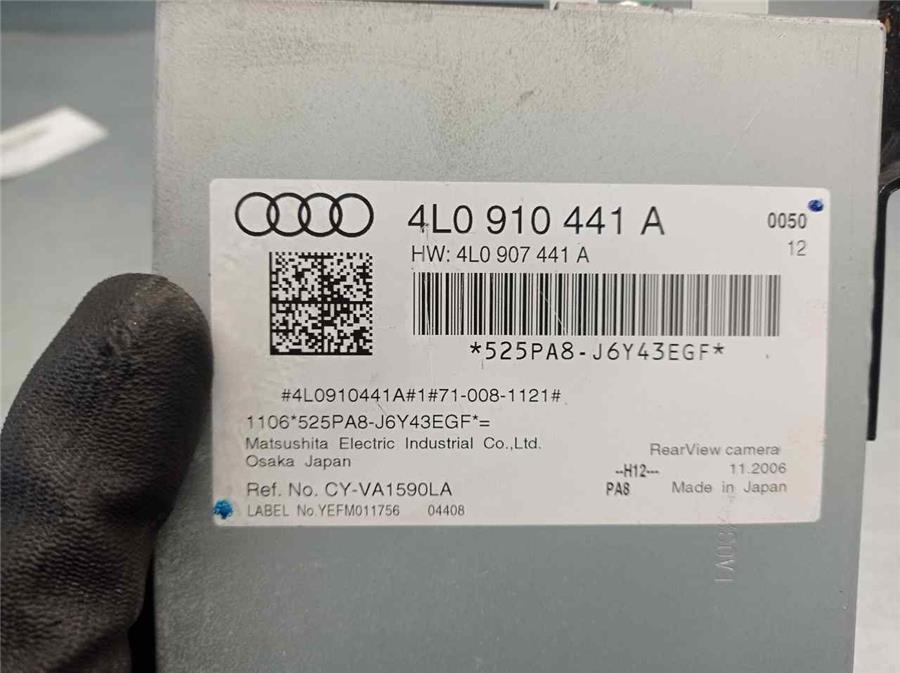 4L0 910 441 A 0050
HW: 4L0 907 441 A 12
*525PA8-J6Y43EGF*
#4L0910441A#1#71-008-1121#
1106*525PA8-J6Y43EGF*=
Matsushita Electric Industrial Co.,Ltd.
Osaka Japan
RearView camera
--H12--- 11.2006
Ref. No. CY-VA1590LA PA8 Made in Japan
LABEL No.YEFM011756 04408